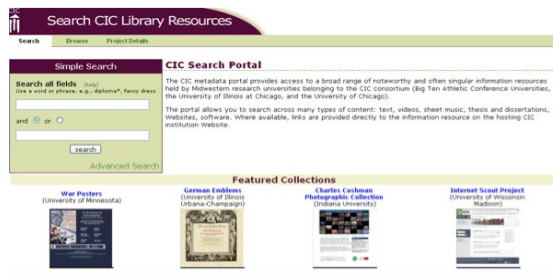 CIC
Search CIC Library Resources
Search Browse Project Details
Simple Search
Search all fields (help)
Use a word or phrase, e.g., diploma*, fancy dress
and or
search
Advanced Search
CIC Search Portal
The CIC metadata portal provides access to a broad range of noteworthy and often singular information resources
held by Midwestern research universities belonging to the CIC consortium (Big Ten Athletic Conference Universities,
the University of Illinois at Chicago, and the University of Chicago).
The portal allows you to search across many types of content: text, videos, sheet music, thesis and dissertations,
Websites, software. Where available, links are provided directly to the information resource on the hosting CIC
institution Website.
Featured Collections
War Posters
(University of Minnesota)
German Emblems
(University of Illinois
Urbana-Champaign)
Charles Cushman
Photographic Collection
(Indiana University)
Internet Scout Project
(University of Wisconsin
Madison)